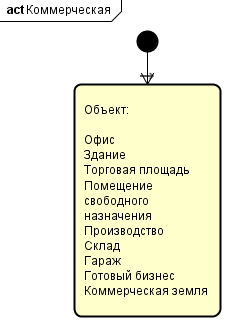 act Коммерческая
Объект:
Офис
Здание
Торговая площадь
Помещение
свободного
назначения
Производство
Склад
Гараж
Готовый бизнес
Коммерческая земля